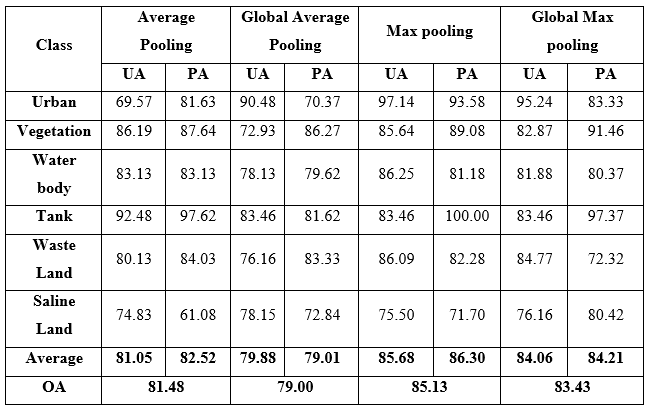 Class Average Pooling Global Average Pooling Max pooling Global Max pooling
UA PA UA PA UA PA UA PA
Urban 69.57 81.63 90.48 70.37 97.14 93.58 95.24 83.33
Vegetation 86.19 87.64 72.93 86.27 85.64 89.08 82.87 91.46
Water body 83.13 83.13 78.13 79.62 86.25 81.18 81.88 80.37
Tank 92.48 97.62 83.46 81.62 83.46 100.00 83.46 97.37
Waste Land 80.13 84.03 76.16 83.33 86.09 82.28 84.77 72.32
Saline Land 74.83 61.08 78.15 72.84 75.50 71.70 76.16 80.42
Average 81.05 82.52 79.88 79.01 85.68 86.30 84.06 84.21
OA 81.48 79.00 85.13 83.43